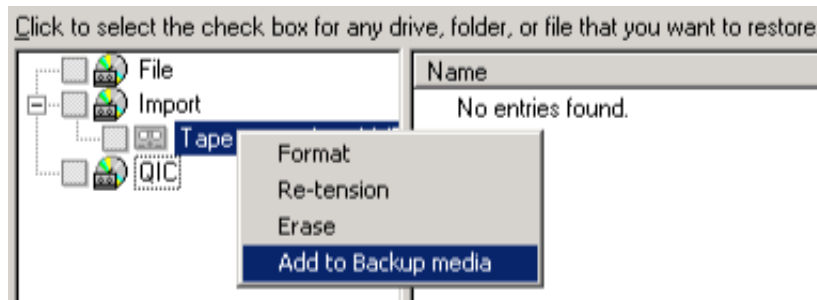 Click to select the check box for any drive, folder, or file that you want to restore
File
Name
Import
No entries found.
Tape
QIC
Format
Re-tension
Erase
Add to Backup media